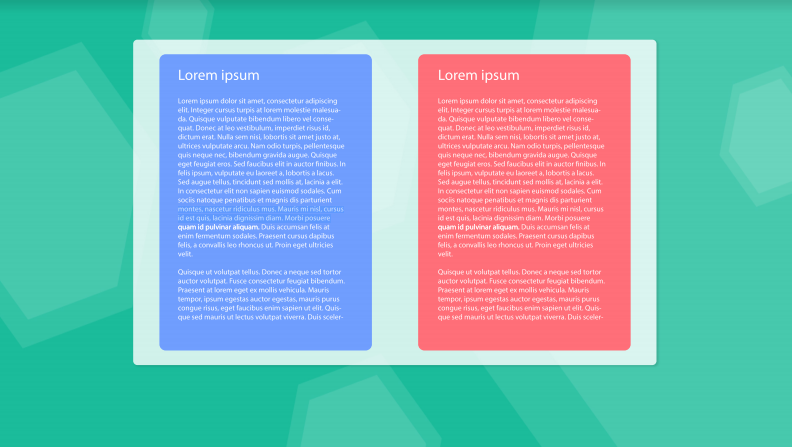 Lorem ipsum
Lorem ipsum dolor sit amet, consectetur adipiscing
elit. Integer cursus turpis at lorem molestie malesua-
da. Quisque vulputate bibendum libero vel conse-
quat. Donec at leo vestibulum, imperdiet risus id,
dictum erat. Nulla sem nisi, lobortis sit amet justo at,
ultrices vulputate arcu. Nam odio turpis, consectetur
quis neque nec, bibendum gravida augue. Quisque
eget feugiat eros. Sed faucibus elit in auctor finibus. In
felis ipsum, vulputate eu laoreet a, lobortis a lacus.
Sed augue tellus, tincidunt sed mollis at, lacinia a elit.
In consectetur elit non sapien euismod sodales. Cum
sociis natoque penatibus et magnis dis parturient
montes, nascetur ridiculus mus. Mauris mi nisl, cursus
id est quis, lacinia dignissim diam. Morbi posuere
quam id pulvinar aliquam. Duis accumsan felis at
enim fermentum sodales. Praesent cursus dapibus
felis, a convallis leo rhoncus ut. Proin eget ultricies
velit.
Quisque ut volutpat tellus. Donec a neque sed tortor
auctor volutpat. Fusce consectetur feugiat bibendum.
Praesent at lorem eget ex mollis vehicula. Mauris
tempor, ipsum egestas auctor egestas, mauris purus
congue risus, eget faucibus enim sapien ut elit. Quis-
que sed mauris ut lectus volutpat viverra. Duis sceler-
Lorem ipsum
Lorem ipsum dolor sit amet, consectetur adipiscing
elit. Integer cursus turpis at lorem molestie malesua-
da. Quisque vulputate bibendum libero vel conse-
quat. Donec at leo vestibulum, imperdiet risus id,
dictum erat. Nulla sem nisi, lobortis sit amet justo at,
ultrices vulputate arcu. Nam odio turpis, consectetur
quis neque nec, bibendum gravida augue. Quisque
eget feugiat eros. Sed faucibus elit in auctor finibus. In
felis ipsum, vulputate eu laoreet a, lobortis a lacus.
Sed augue tellus, tincidunt sed mollis at, lacinia a elit.
In consectetur elit non sapien euismod sodales. Cum
sociis natoque penatibus et magnis dis parturient
montes, nascetur ridiculus mus. Mauris mi nisl, cursus
id est quis, lacinia dignissim diam. Morbi posuere
quam id pulvinar aliquam. Duis accumsan felis at
enim fermentum sodales. Praesent cursus dapibus
felis, a convallis leo rhoncus ut. Proin eget ultricies
velit.
Quisque ut volutpat tellus. Donec a neque sed tortor
auctor volutpat. Fusce consectetur feugiat bibendum.
Praesent at lorem eget ex mollis vehicula. Mauris
tempor, ipsum egestas auctor egestas, mauris purus
congue risus, eget faucibus enim sapien ut elit. Quis-
que sed mauris ut lectus volutpat viverra. Duis sceler-